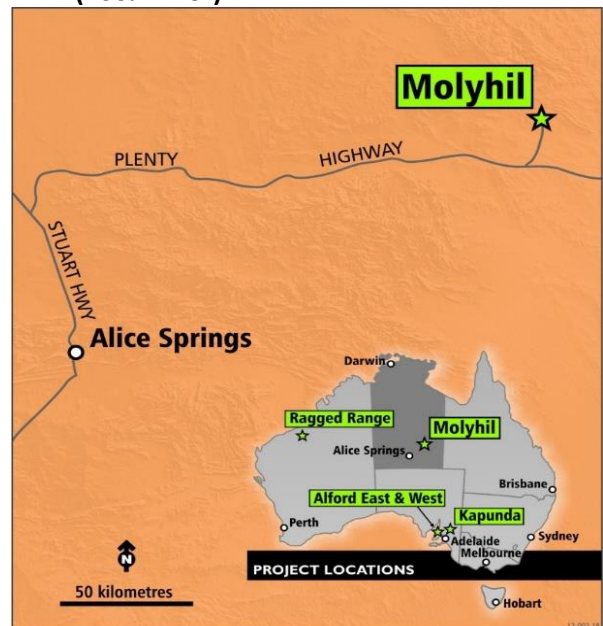 Molyhil
PLENTY HIGHWAY
STUART HWY
Alice Springs
Darwin
Ragged Range
Molyhil
Alice Springs
Brisbane
Alford East & West
Kapunda
Perth
Adelaide
Sydney
Melbourne
PROJECT LOCATIONS
Hobart
N
50 kilometres